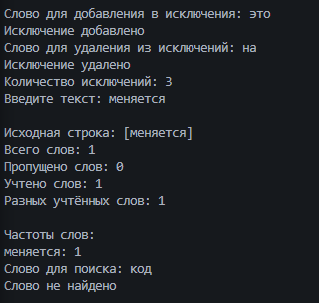 Слово для добавления в исключения: это
Исключение добавлено
Слово для удаления из исключений: на
Исключение удалено
Количество исключений: 3
Введите текст: меняется

Исходная строка: [меняется]
Всего слов: 1
Пропущено слов: 0
Учтено слов: 1
Разных учтённых слов: 1

Частоты слов:
меняется: 1
Слово для поиска: код
Слово не найдено